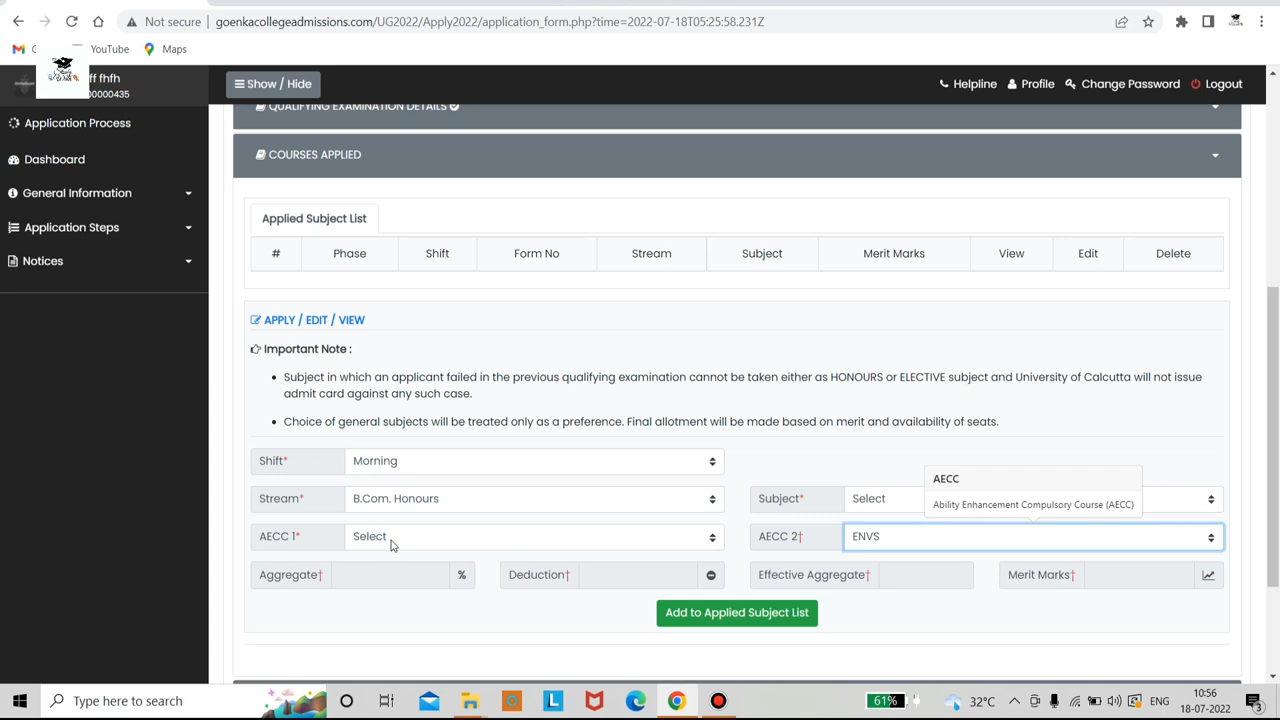 Not secure
goenkacollegeadmissions.com/UG2022/Apply2022/application_form.php?time=2022-07-18T05:25:58.231Z
YouTube
Maps
ff fhfh
00000435
Show / Hide
Helpline
Profile
Change Password
Logout
QUALIFYING EXAMINATION DETAILS
Application Process
Dashboard
General Information
Application Steps
Notices
COURSES APPLIED
Applied Subject List
# Phase Shift Form No Stream Subject Merit Marks View Edit Delete
APPLY / EDIT / VIEW
Important Note :
• Subject in which an applicant failed in the previous qualifying examination cannot be taken either as HONOURS or ELECTIVE subject and University of Calcutta will not issue
admit card against any such case.
• Choice of general subjects will be treated only as a preference. Final allotment will be made based on merit and availability of seats.
Shift* Morning
AECC
Ability Enhancement Compulsory Course (AECC)
Stream* B.Com. Honours Subject* Select
AECC 1* Select AECC 2† ENVS
Aggregate† % Deduction† Effective Aggregate† Merit Marks†
Add to Applied Subject List
Type here to search
61%
32°C
ENG
10:56
18-07-2022
3